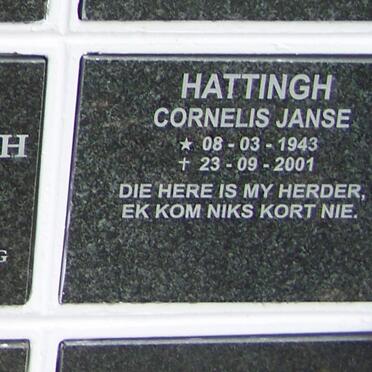 HATTINGH
CORNELIS JANSE
★ 08 - 03 - 1943
† 23 - 09 - 2001
DIE HERE IS MY HERDER,
EK KOM NIKS KORT NIE.
H
G